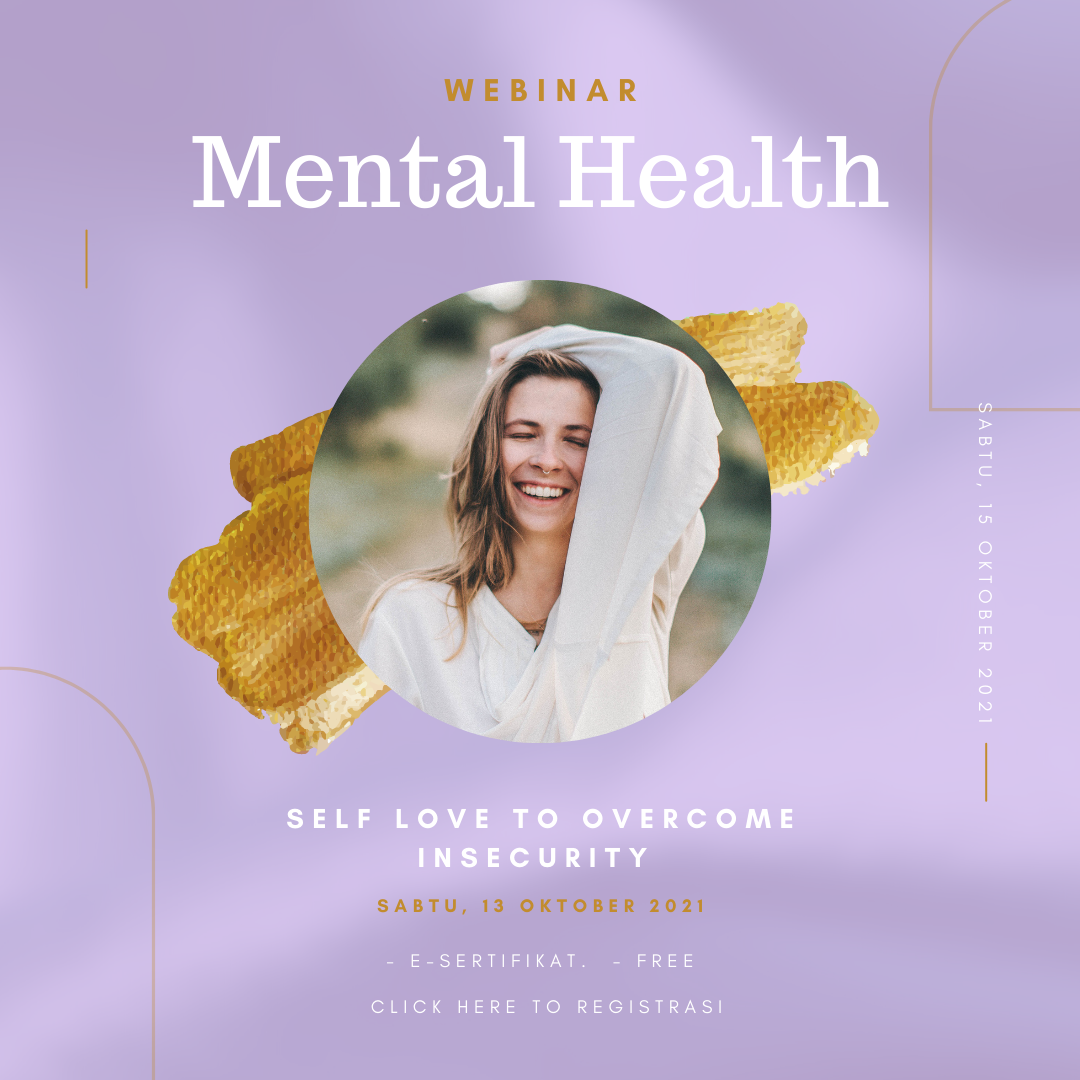 WEBINAR
Mental Health
SABTU, 15 OKTOBER 2021
SELF LOVE TO OVERCOME
INSECURITY
SABTU, 13 OKTOBER 2021
- E-SERTIFIKAT.  - FREE
CLICK HERE TO REGISTRASI